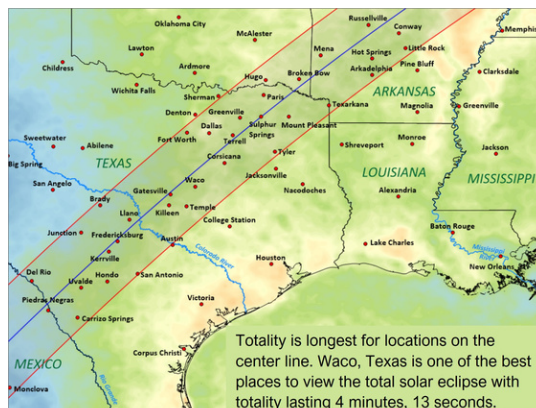 Oklahoma City
Russellville
Conway
Memphis
McAlester
Lawton
Mena
Hot Springs
Little Rock
Childress
Ardmore
Arkadelphia
Pine Bluff
Clarksdale
Wichita Falls
Hugo
Broken Bow
ARKANSAS
Sherman
Paris
Texarkana
Magnolia
Greenville
Denton
Greenville
Sulphur
Springs
Mount Pleasant
Sweetwater
Abilene
Fort Worth
Dallas
Terrell
Shreveport
Monroe
Jackson
Big Spring
TEXAS
Corsicana
Tyler
Jacksonville
LOUISIANA
MISSISSIPPI
San Angelo
Gatesville
Waco
Nacodoches
Alexandria
Brady
Killeen
Temple
Llano
College Station
Baton Rouge
Junction
Fredericksburg
Austin
Colorado River
Lake Charles
Mississippi
River
Kerrville
Houston
New Orleans
Del Rio
Uvalde
Hondo
San Antonio
Piedras Negras
Carrizo Springs
Victoria
MEXICO
Corpus Christi
Rio Grande
Monclova
Totality is longest for locations on the
center line. Waco, Texas is one of the best
places to view the total solar eclipse with
totality lasting 4 minutes, 13 seconds.